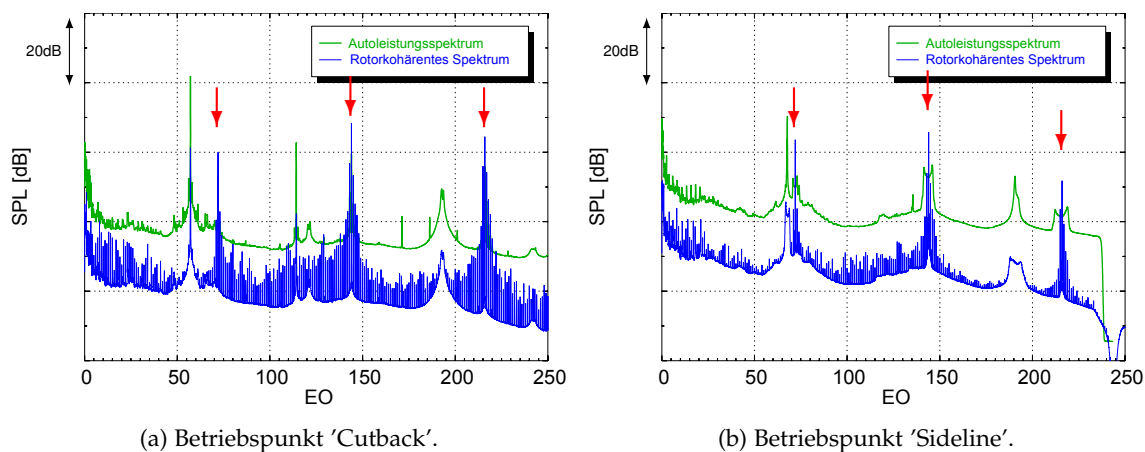 20dB
SPL [dB]
Autoleistungsspektrum
Rotorkohärentes Spektrum
0 50 100 150 200 250
EO
(a) Betriebspunkt 'Cutback'.
20dB
SPL [dB]
Autoleistungsspektrum
Rotorkohärentes Spektrum
0 50 100 150 200 250
EO
(b) Betriebspunkt 'Sideline'.